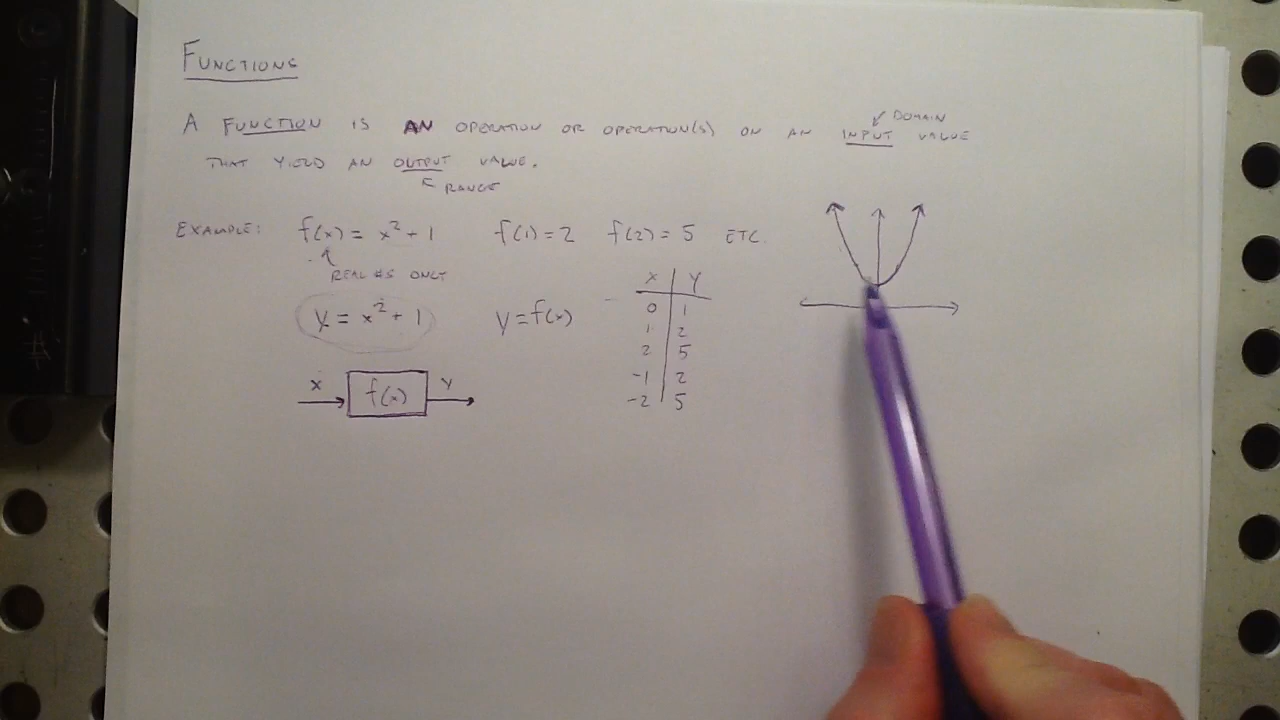 FUNCTIONS
DOMAIN
A FUNCTION IS AN OPERATION OR OPERATION(S) ON AN INPUT VALUE
THAT YIELD AN OUTPUT VALUE.
RANGE
EXAMPLE: f(x) = x² + 1 f(1) = 2 f(2) = 5 ETC.
REAL #S ONLY
y = x² + 1 y = f(x)
x y
0 1
1 2
2 5
-1 2
-2 5
x f(x) y